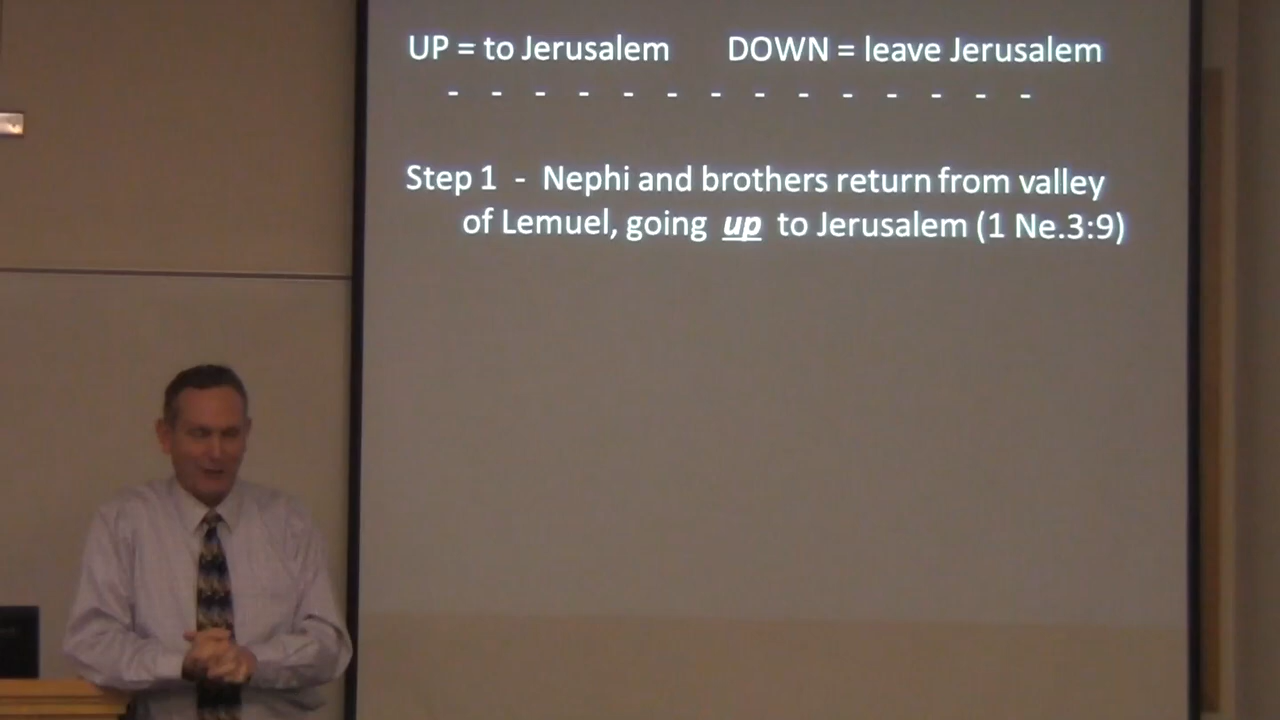 UP = to Jerusalem DOWN = leave Jerusalem
- - - - - - - - - - - - - -
Step 1 - Nephi and brothers return from valley
of Lemuel, going up to Jerusalem (1 Ne.3:9)